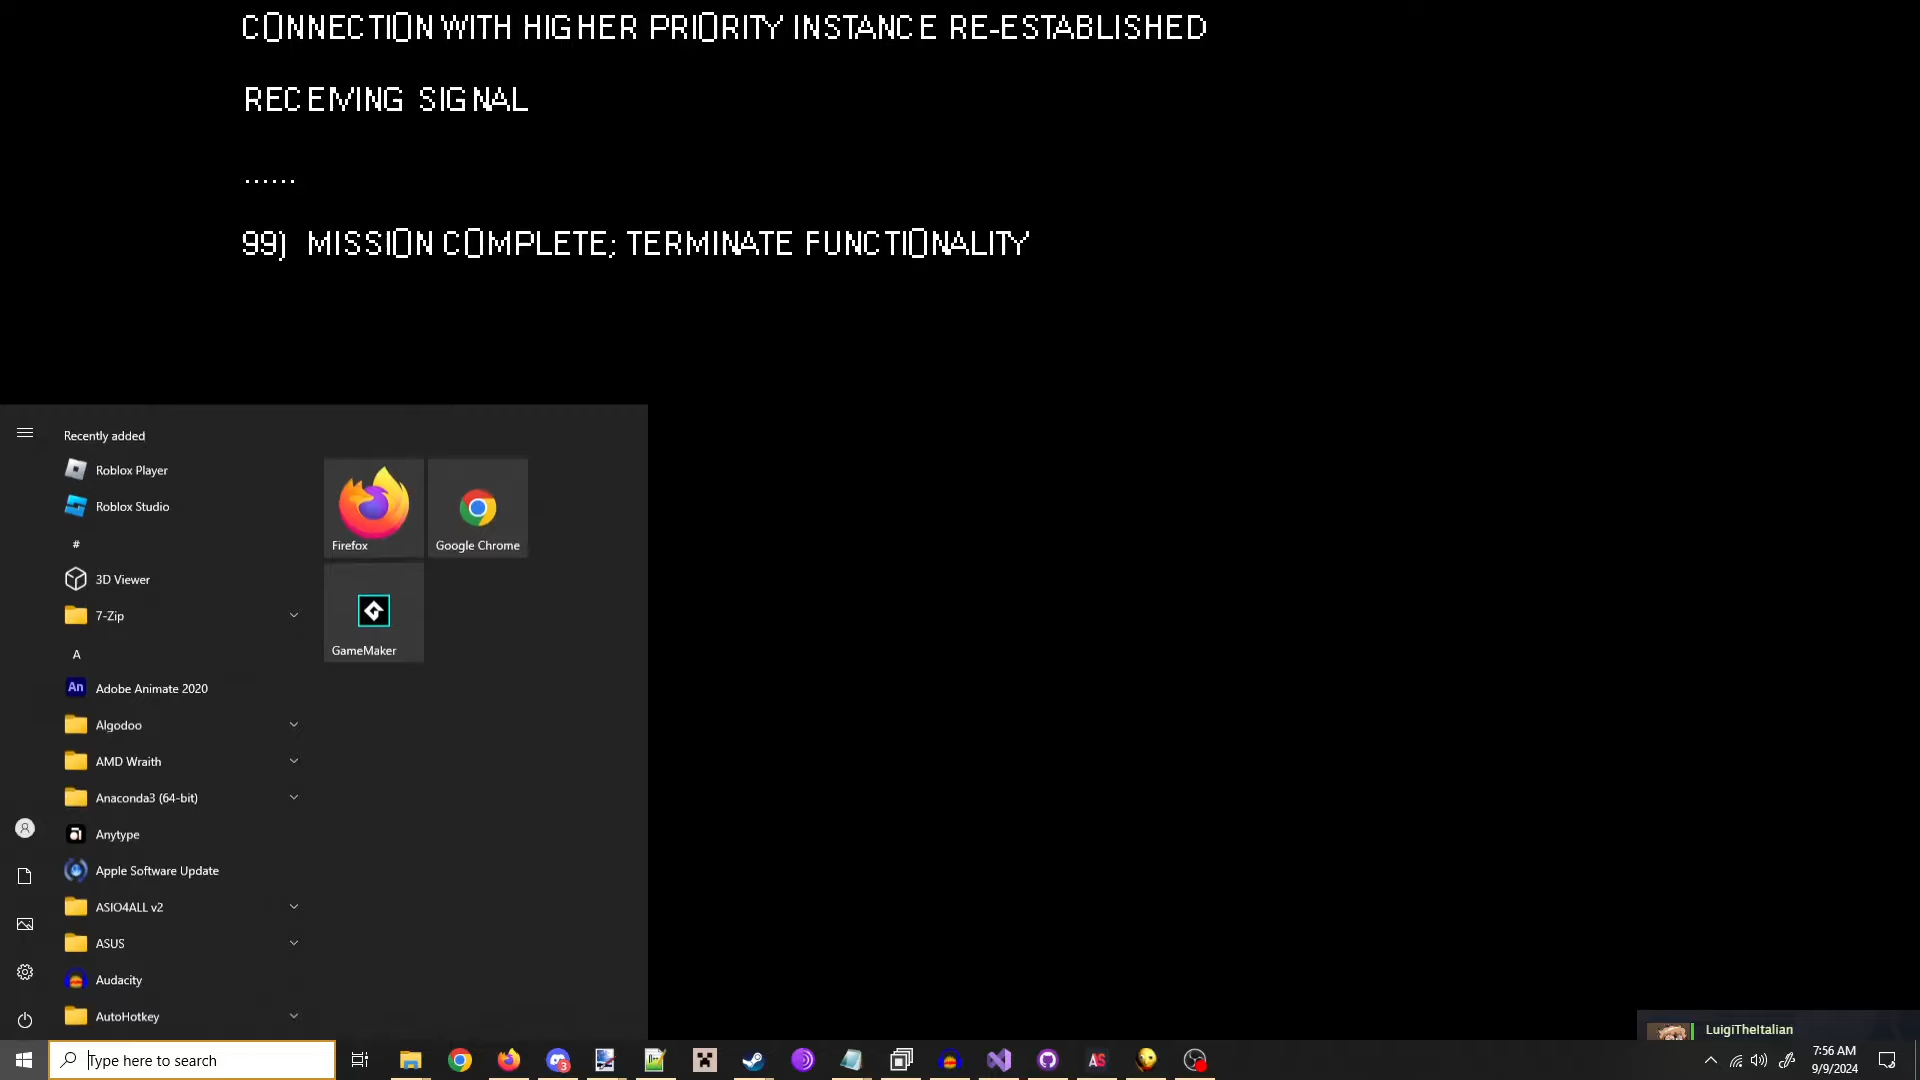 CONNECTION WITH HIGHER PRIORITY INSTANCE RE-ESTABLISHED
RECEIVING SIGNAL
......
99) MISSION COMPLETE; TERMINATE FUNCTIONALITY
Recently added
Roblox Player
Roblox Studio
#
3D Viewer
7-Zip
A
Adobe Animate 2020
Algodoo
AMD Wraith
Anaconda3 (64-bit)
Anytype
Apple Software Update
ASIO4ALL v2
ASUS
Audacity
AutoHotkey
Firefox
Google Chrome
GameMaker
An
Type here to search
3
AS
LuigiTheItalian
7:56 AM
9/9/2024